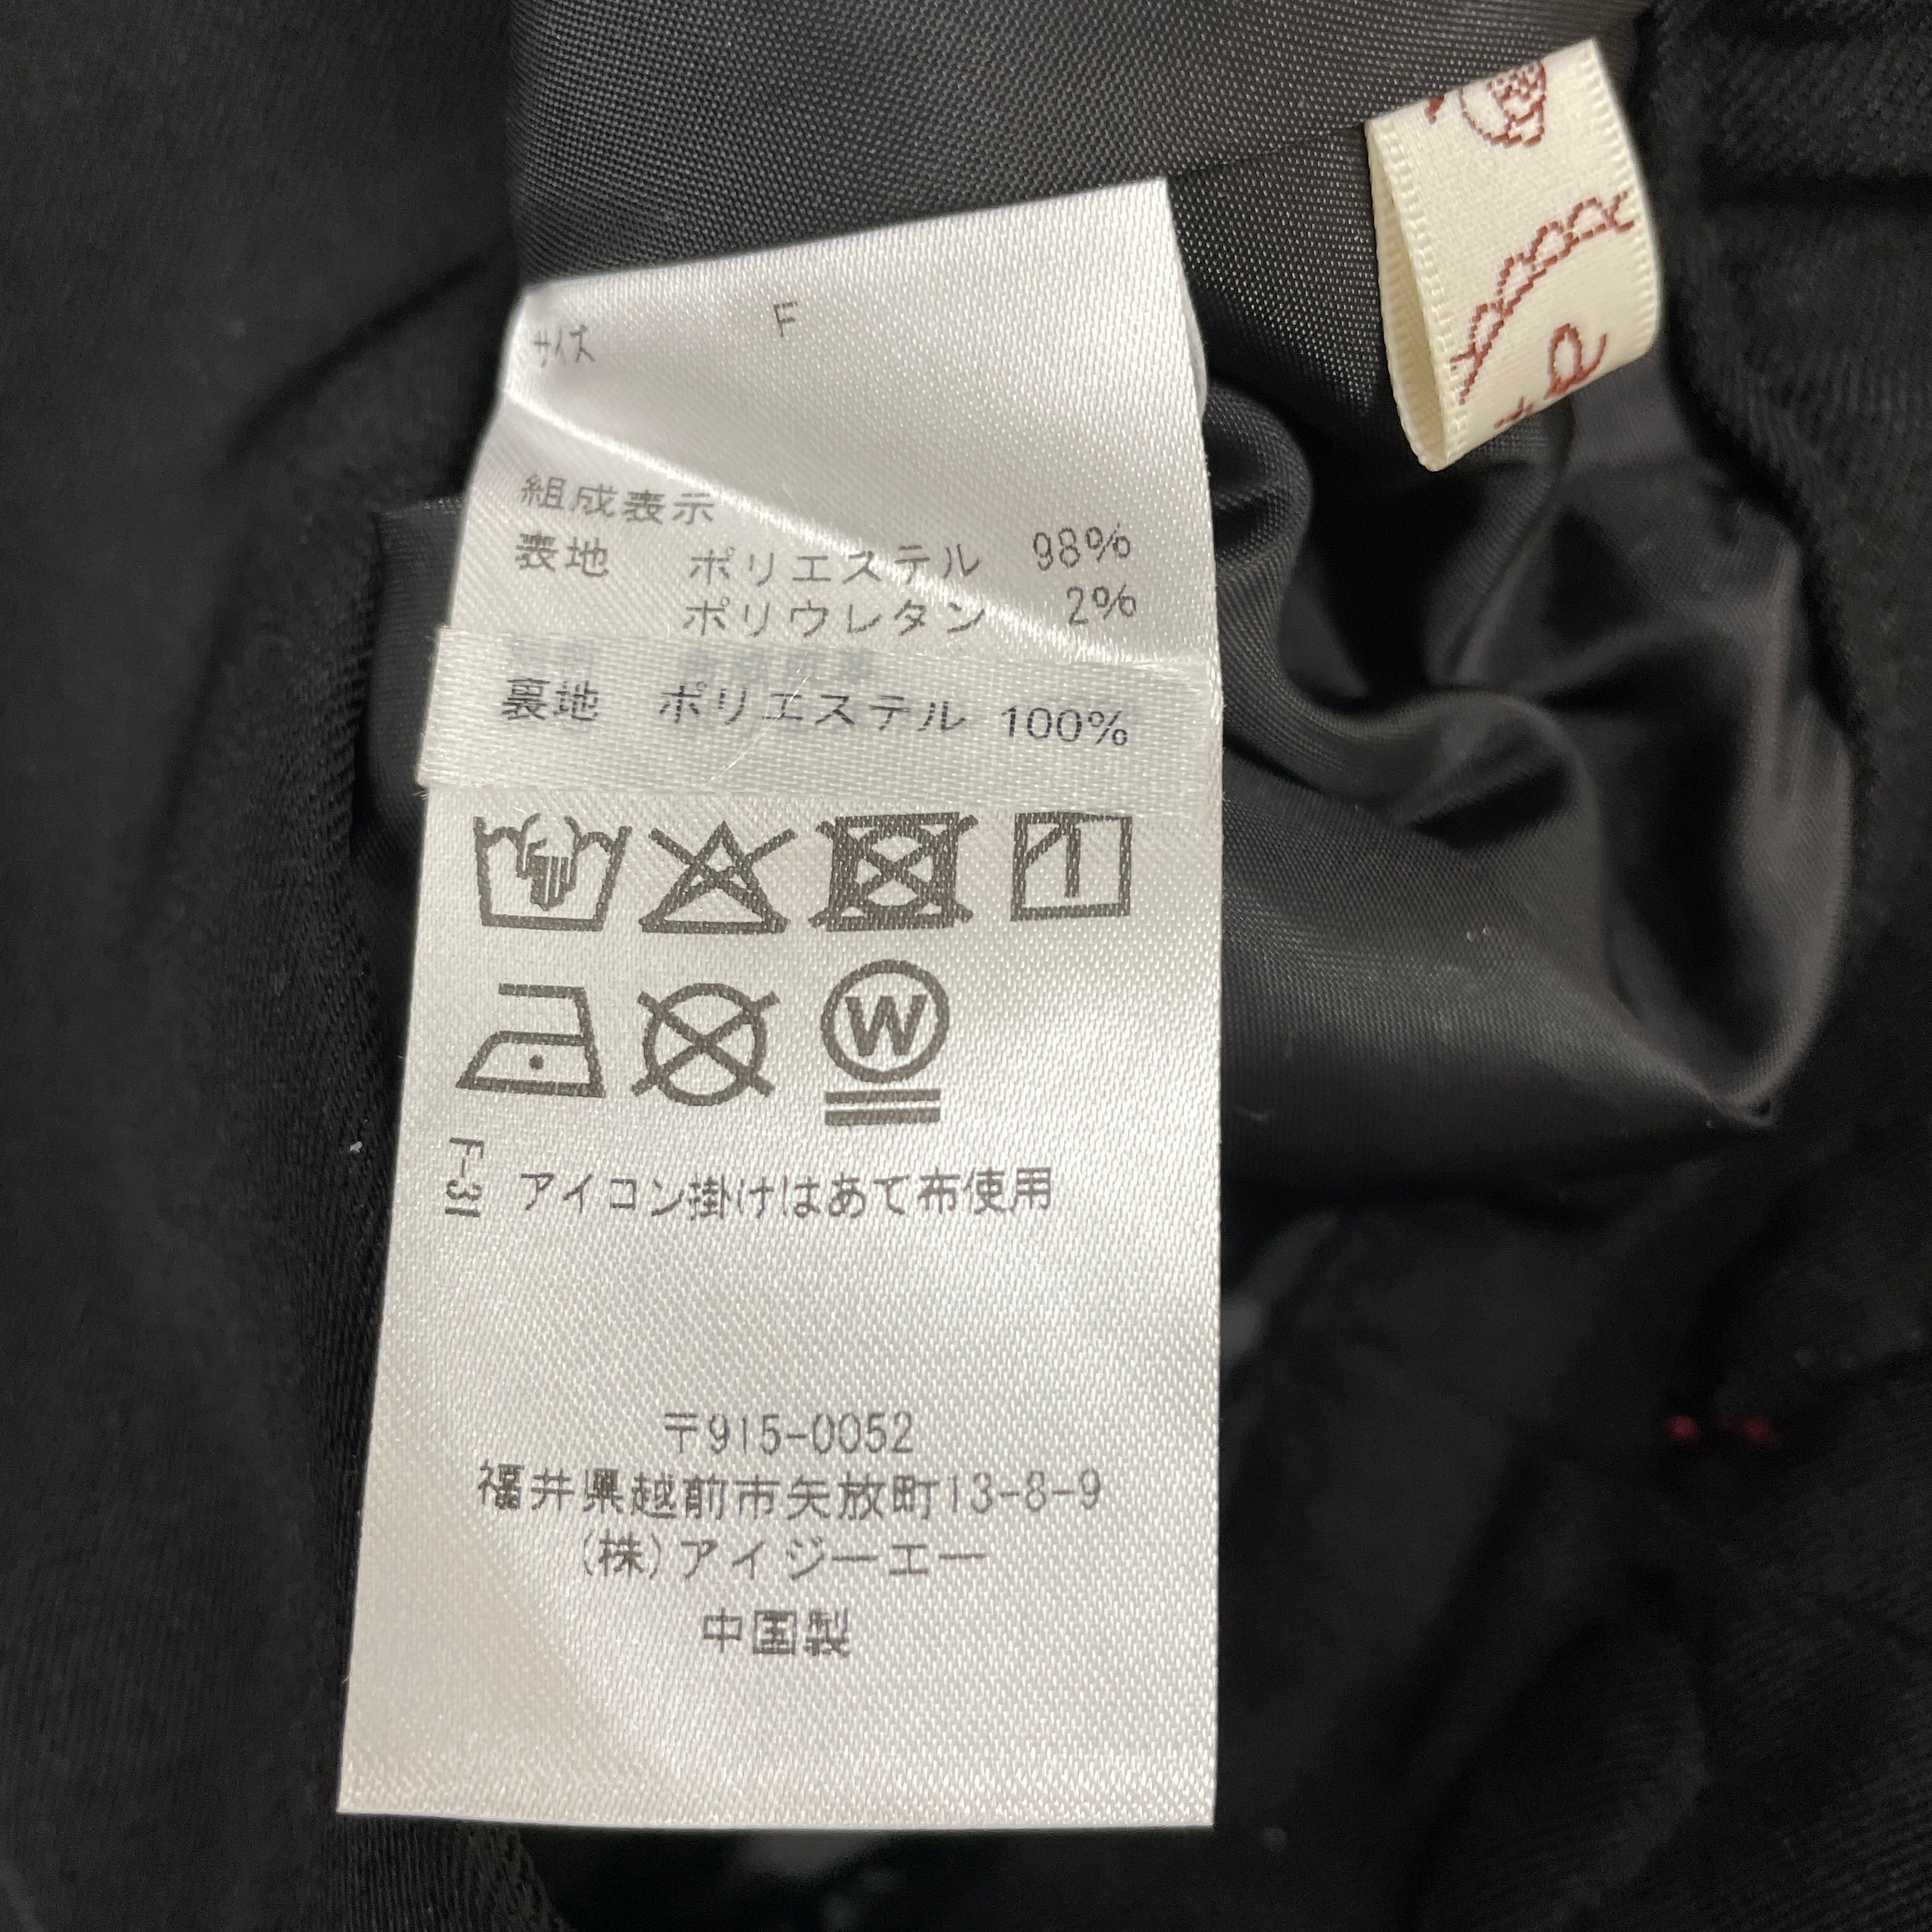 サイズ F
組成表示
表地 ポリエステル 98%
ポリウレタン 2%
裏地 ポリエステル 100%
W
F-31 アイコン掛けはあて布使用
〒915-0052
福井県越前市矢放町13-8-9
(株)アイジーエー
中国製